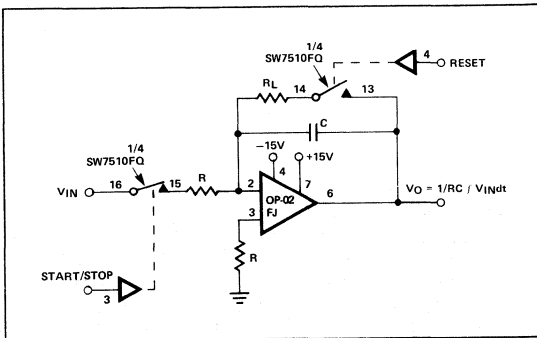 1/4
SW7510FQ
4
RESET
RL
14
13
C
1/4
SW7510FQ
-15V
+15V
4
7
VIN
16
15
R
2
OP-02
FJ
6
VO = 1/RC ∫ VINdt
3
R
START/STOP
3